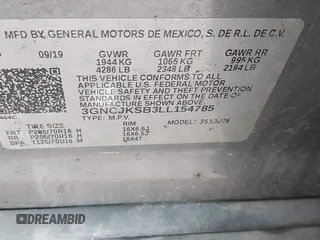 MFD BY GENERAL MOTORS DE MEXICO, S. DE R.L. DE C.V.
09/19 GVWR GAWR FRT GAWR RR
1944 KG 1065 KG 995 KG
4286 LB 2348 LB 2194 LB
THIS VEHICLE CONFORMS TO ALL
APPLICABLE U.S. FEDERAL MOTOR
VEHICLE SAFETY AND THEFT PREVENTION
STANDARDS IN EFFECT ON THE DATE OF
MANUFACTURE SHOWN ABOVE.
3GNCJKSB3LL154785
TYPE: M.P.V. MODEL:
TIRE SIZE RIM
FRT P205/70R16 H 16X6.5J
RR P205/70R16 H 16X6.5J
SPA T125/70D16 M 16X4T
DREAMBID